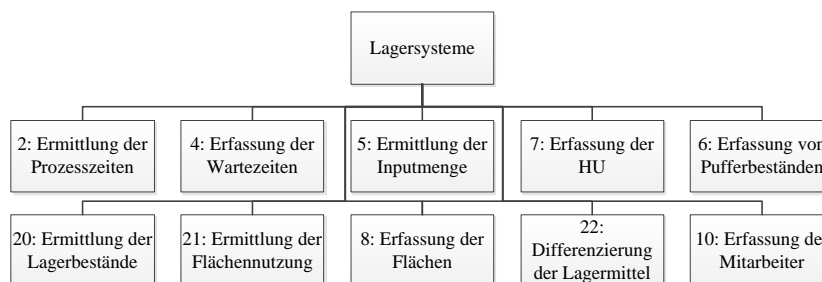 Lagersysteme
2: Ermittlung der
Prozesszeiten
4: Erfassung der
Wartezeiten
5: Ermittlung der
Inputmenge
7: Erfassung der
HU
6: Erfassung von
Pufferbeständen
20: Ermittlung der
Lagerbestände
21: Ermittlung der
Flächennutzung
8: Erfassung der
Flächen
22:
Differenzierung
der Lagermittel
10: Erfassung de
Mitarbeiter